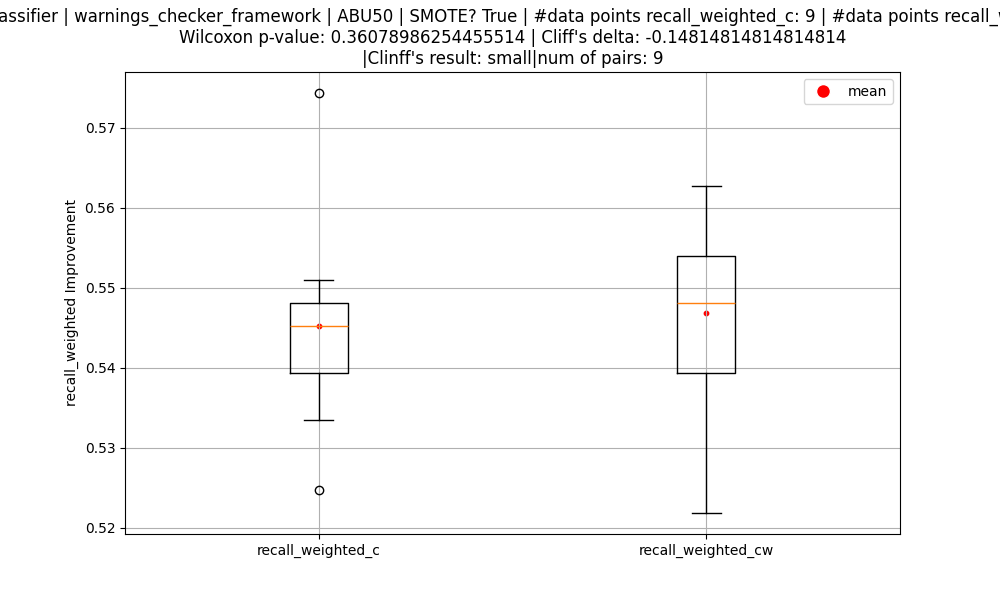 assifier | warnings_checker_framework | ABU50 | SMOTE? True | #data points recall_weighted_c: 9 | #data points
Wilcoxon p-value: 0.36078986254455514 | Cliff's delta: -0.14814814814814814
|Clinff's result: small|num of pairs: 9
mean
0.57
0.56
0.55
0.54
0.53
0.52
recall_weighted Improvement
recall_weighted_c
recall_weighted_cw